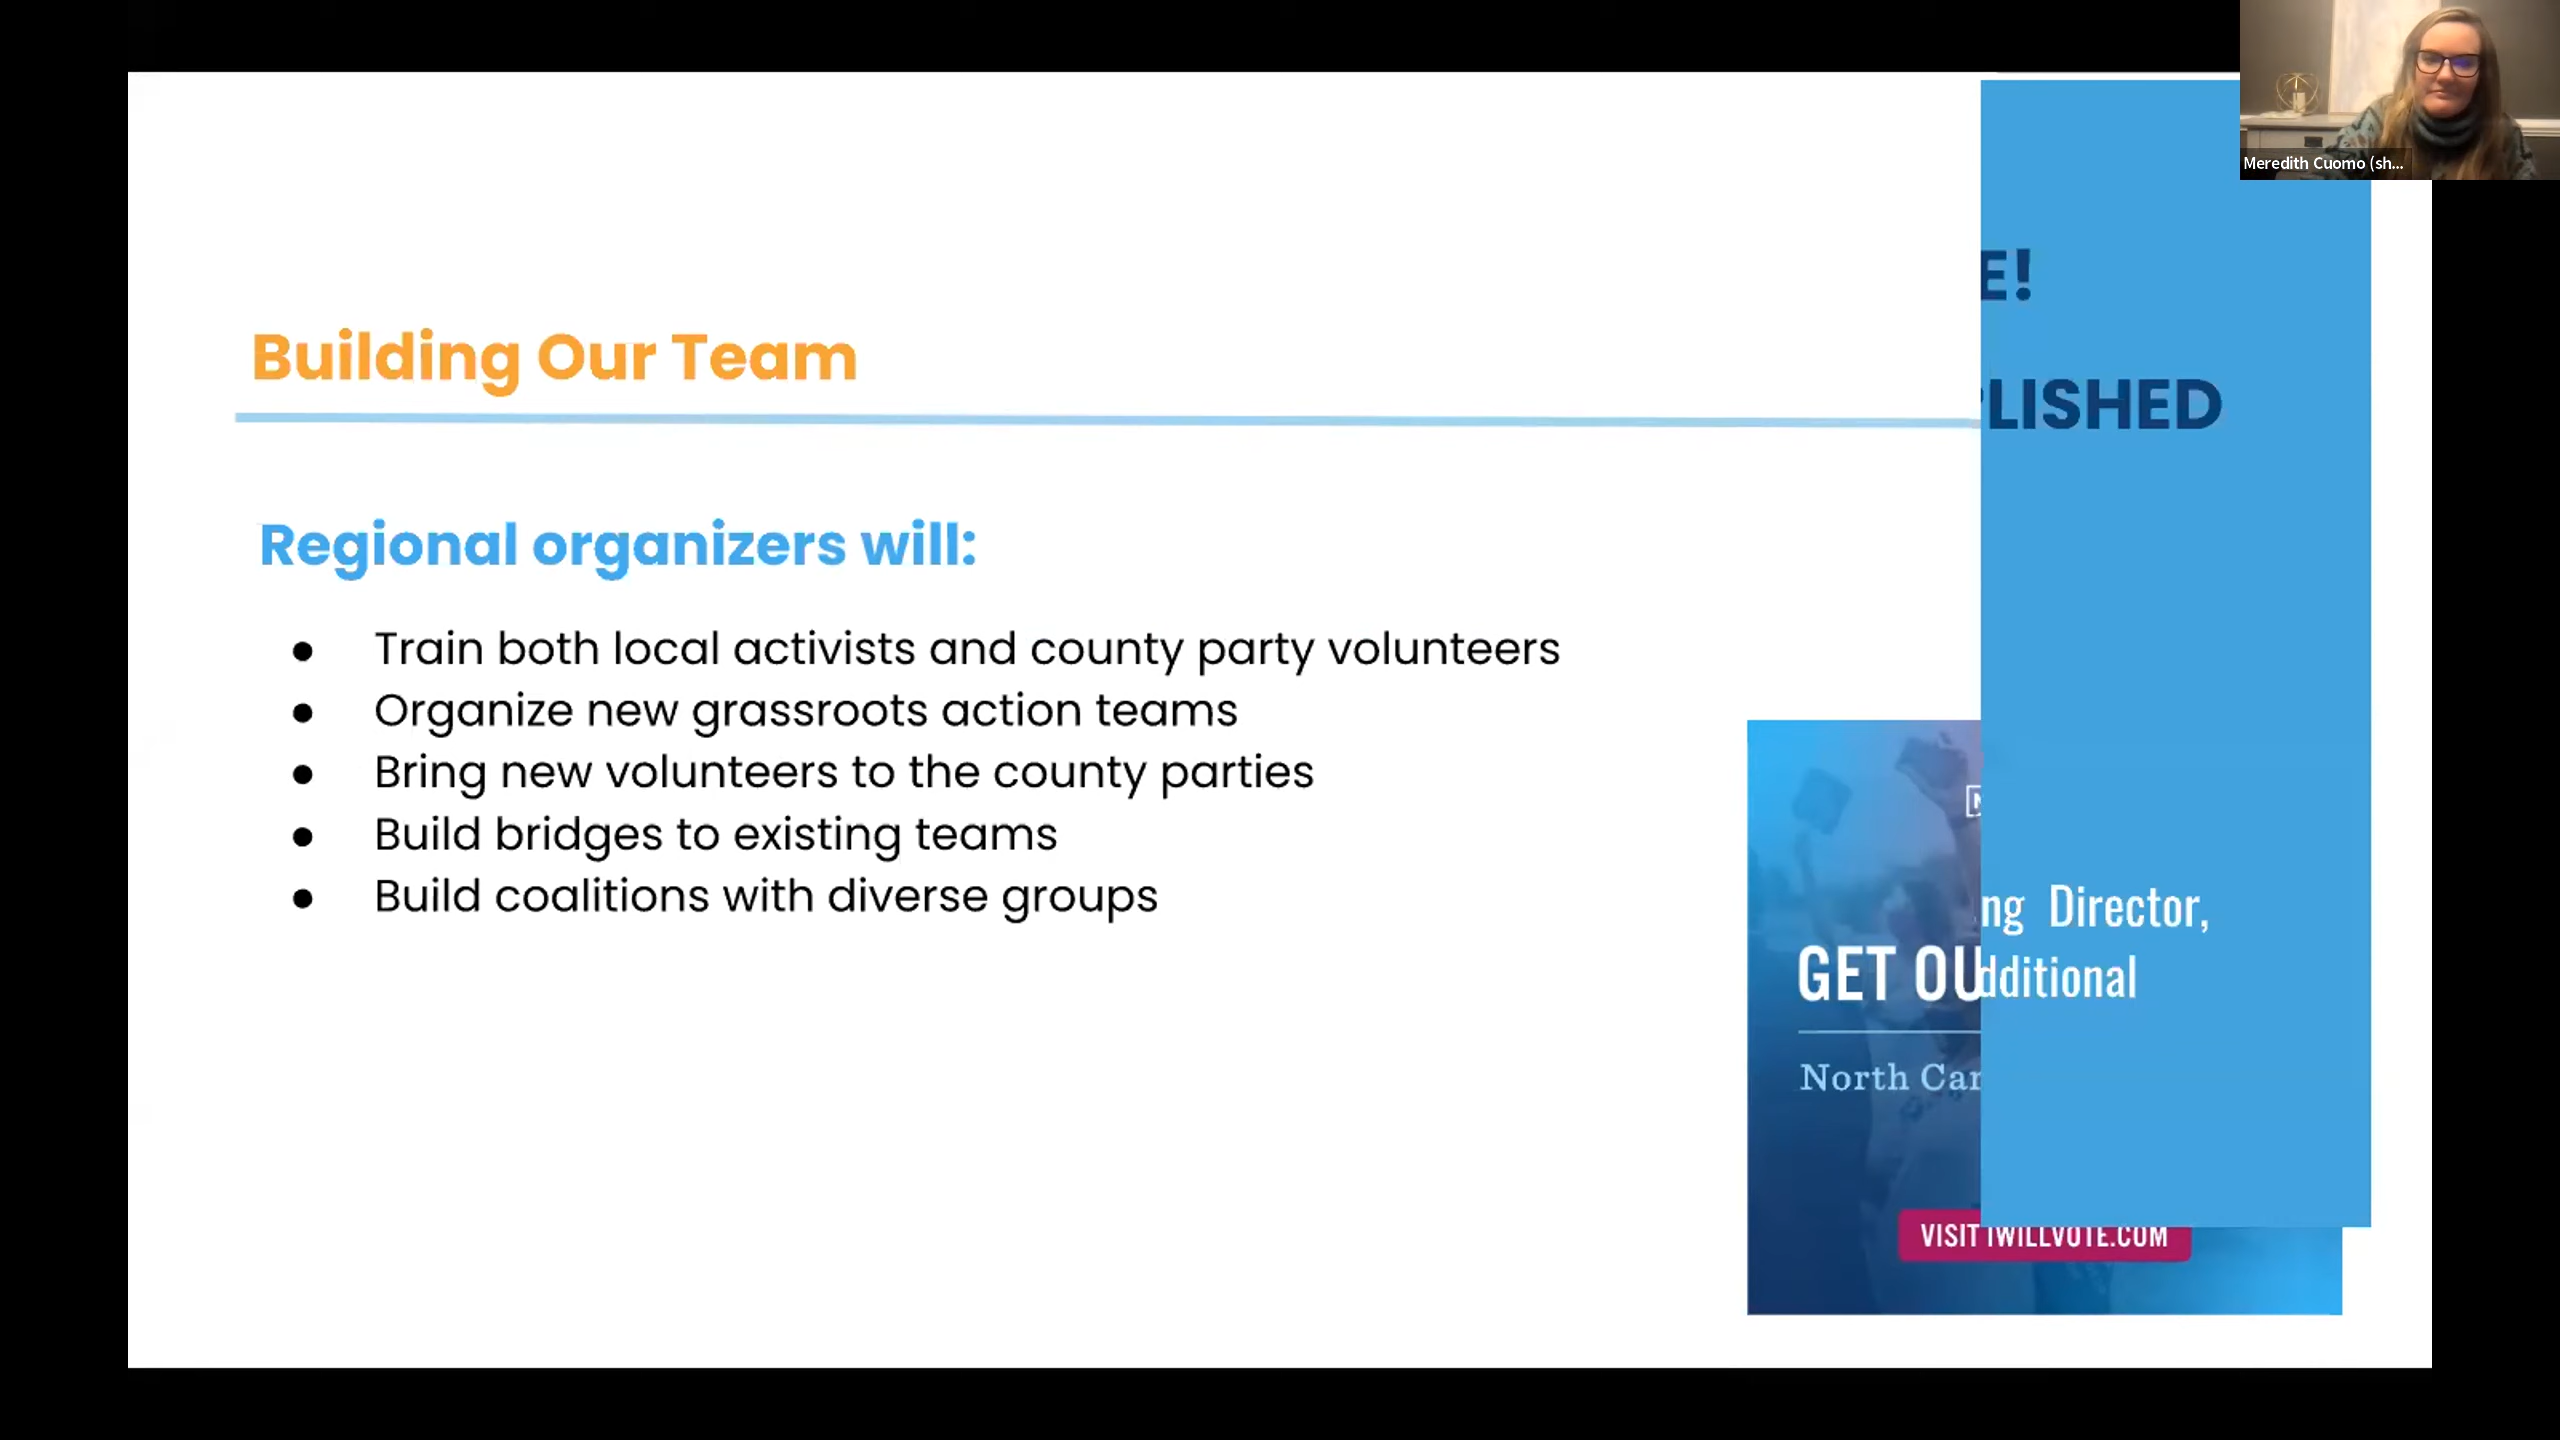 Meredith Cuomo (sh...
E!
Building Our Team
LISHED
Regional organizers will:
● Train both local activists and county party volunteers
● Organize new grassroots action teams
● Bring new volunteers to the county parties
● Build bridges to existing teams
● Build coalitions with diverse groups
ng Director,
GET OU
dditional
North Car
VISIT IWILLVOTE.COM